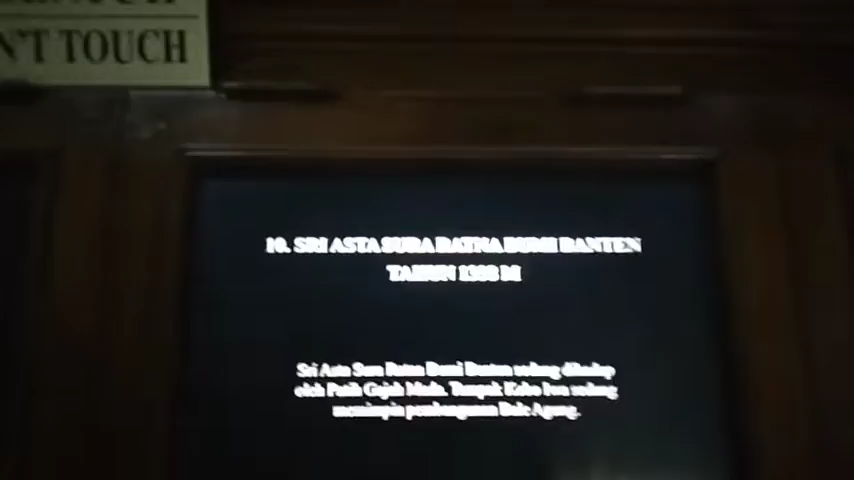 N'T TOUCH
10. SRI ASTA SURA RATNA BUMI BANTEN
TAHUN M
Sri Asta Sura Ratna Bumi Banten sedang dihadap
oleh Patih Gajah Mada. Tampak Kebo Iwa sedang
memimpin pembangunan Bale Agung.